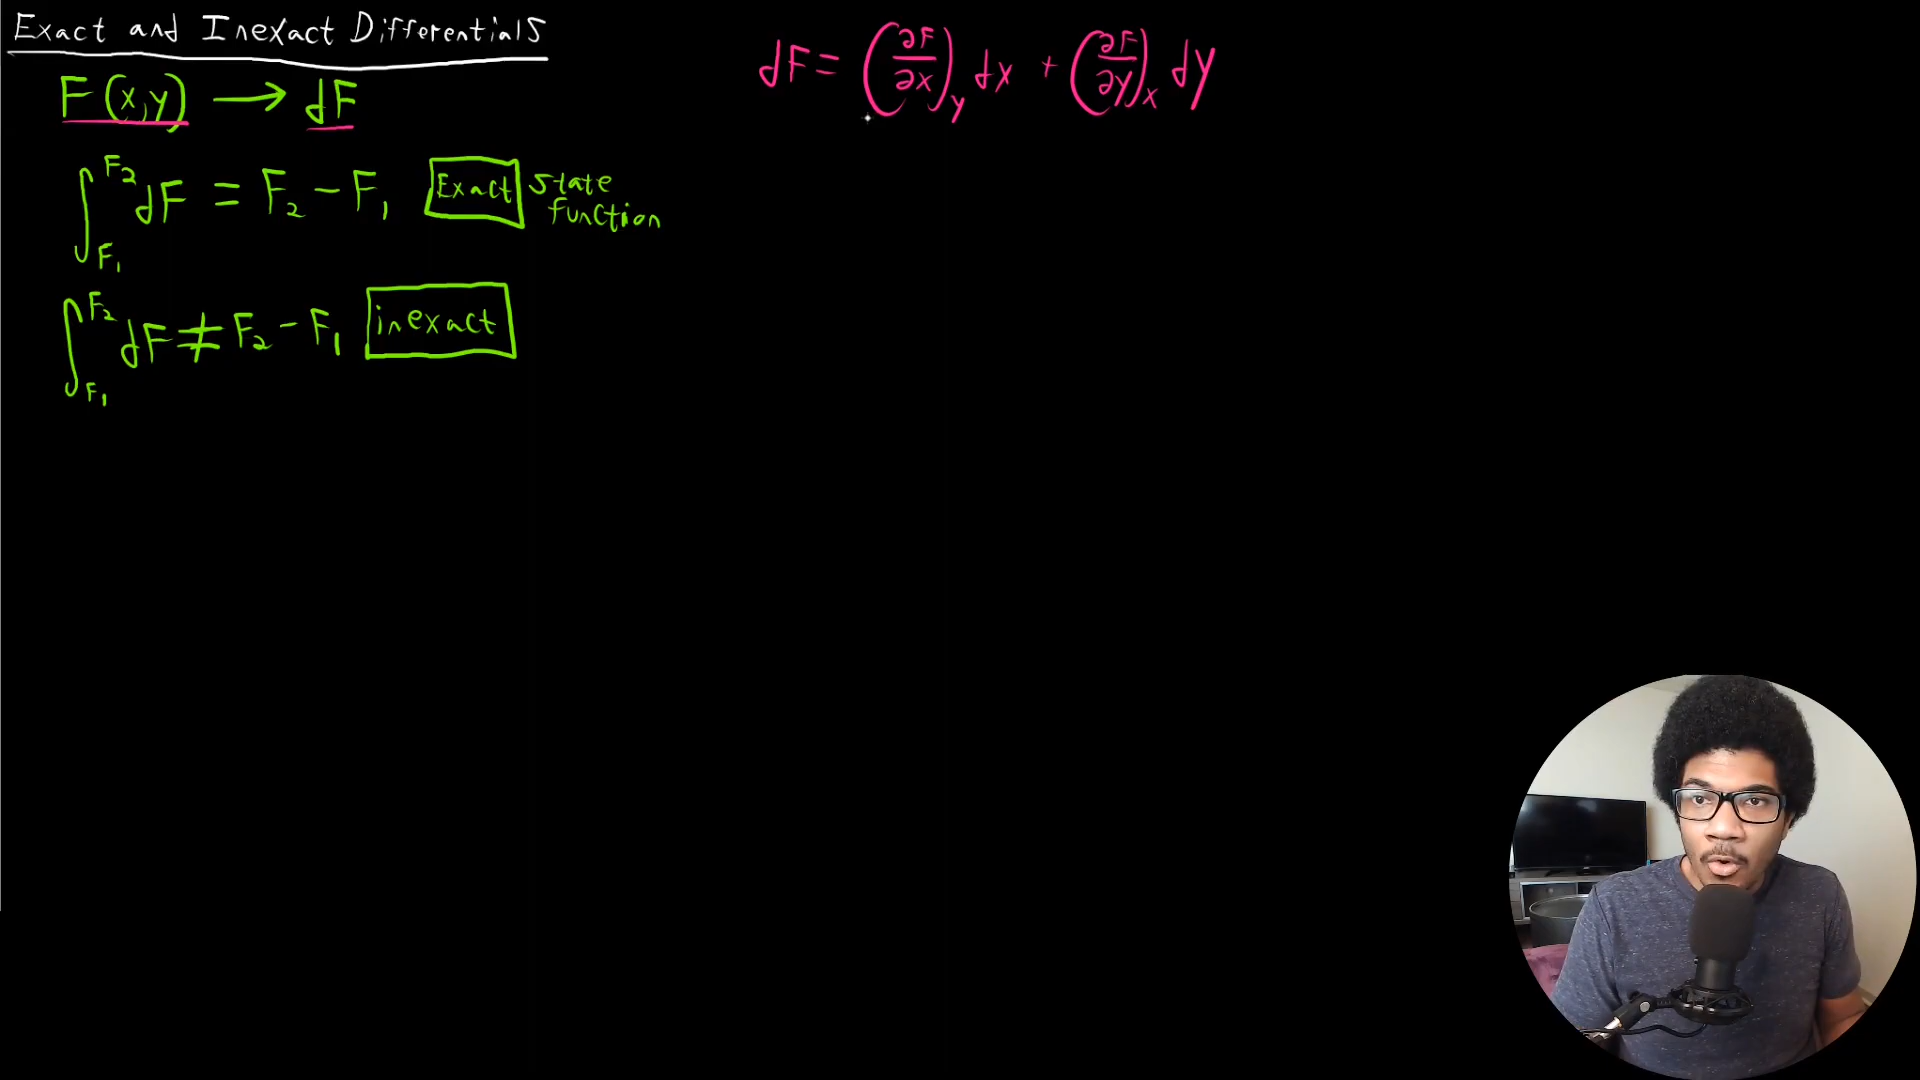 Exact and Inexact Differentials
F(x,y) → dF
∫_{F₁}^{F₂} dF = F₂ − F₁ Exact State function
∫_{F₁}^{F₂} dF ≠ F₂ − F₁ inexact
dF = (∂F/∂x)_y dx + (∂F/∂y)_x dy